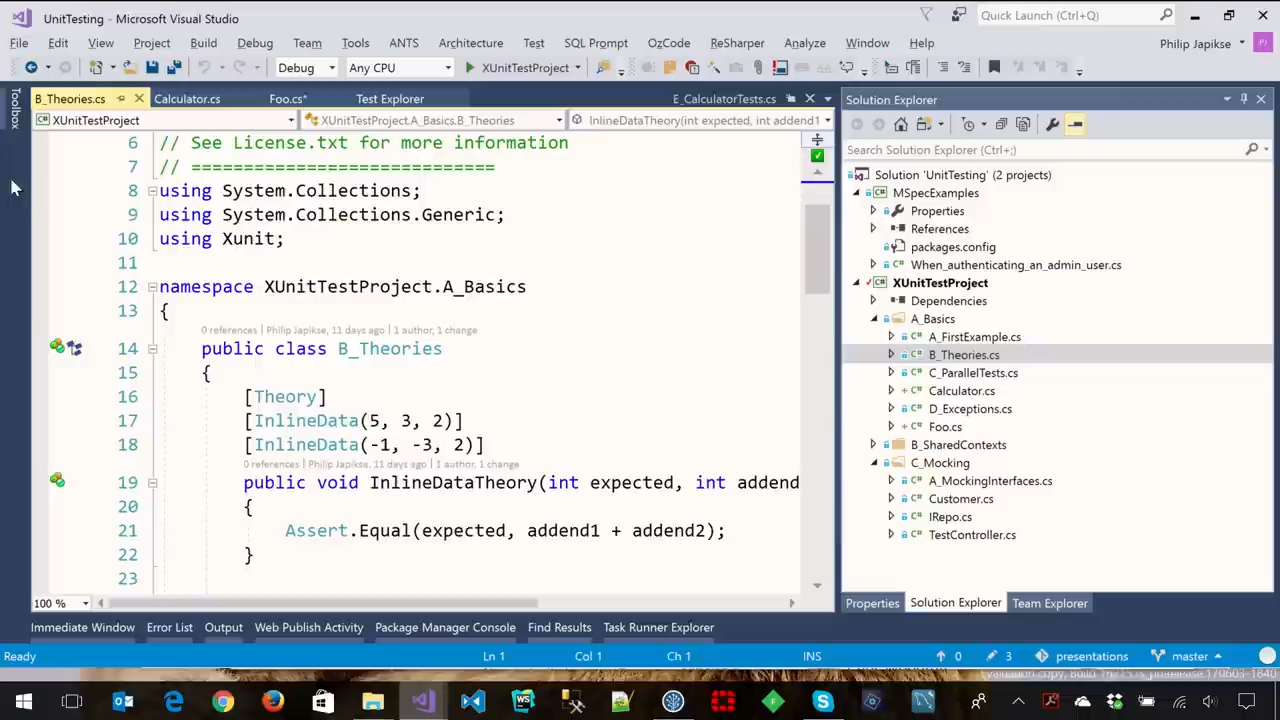 UnitTesting - Microsoft Visual Studio
Quick Launch (Ctrl+Q)
File Edit View Project Build Debug Team Tools ANTS Architecture Test PSQL Prompt OzCode ReSharper Analyze Window Help
Philip Japikse
PJ
Debug Any CPU XUnitTestProject
Toolbox
B_Theories.cs Calculator.cs Foo.cs* Test Explorer E_CalculatorTests.cs
XUnitTestProject XUnitTestProject.A_Basics.B_Theories InlineDataTheory(int expected, int addend1
6 // See License.txt for more information
7 // ================================
8 using System.Collections;
9 using System.Collections.Generic;
10 using Xunit;
11
12 namespace XUnitTestProject.A_Basics
13 {
0 references | Philip Japikse, 11 days ago | 1 author, 1 change
14 public class B_Theories
15 {
16 [Theory]
17 [InlineData(5, 3, 2)]
18 [InlineData(-1, -3, 2)]
0 references | Philip Japikse, 11 days ago | 1 author, 1 change
19 public void InlineDataTheory(int expected, int addend
20 {
21 Assert.Equal(expected, addend1 + addend2);
22 }
23
100 %
Solution Explorer
Search Solution Explorer (Ctrl+;)
Solution 'UnitTesting' (2 projects)
MSpecExamples
Properties
References
packages.config
When_authenticating_an_admin_user.cs
XUnitTestProject
Dependencies
A_Basics
A_FirstExample.cs
B_Theories.cs
C_ParallelTests.cs
Calculator.cs
D_Exceptions.cs
Foo.cs
B_SharedContexts
C_Mocking
A_MockingInterfaces.cs
Customer.cs
IRepo.cs
TestController.cs
Properties Solution Explorer Team Explorer
Immediate Window Error List Output Web Publish Activity Package Manager Console Find Results Task Runner Explorer
Ready Ln 1 Col 1 Ch 1 INS 0 3 presentations master